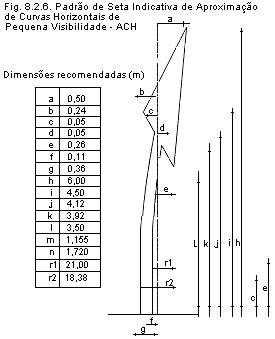 Fig. 8.2.6. Padrão de Seta Indicativa de Aproximação
de Curvas Horizontais de
Pequena Visibilidade - ACH
Dimensões recomendadas (m)
a 0,50
b 0,24
c 0,05
d 0,05
e 0,26
f 0,11
g 0,36
h 6,00
i 4,50
j 4,12
k 3,92
l 3,50
m 1,155
n 1,720
r1 21,00
r2 18,38
a
b
c
d
e
r1
r2
f
g
L
k
j
i
h
c
e